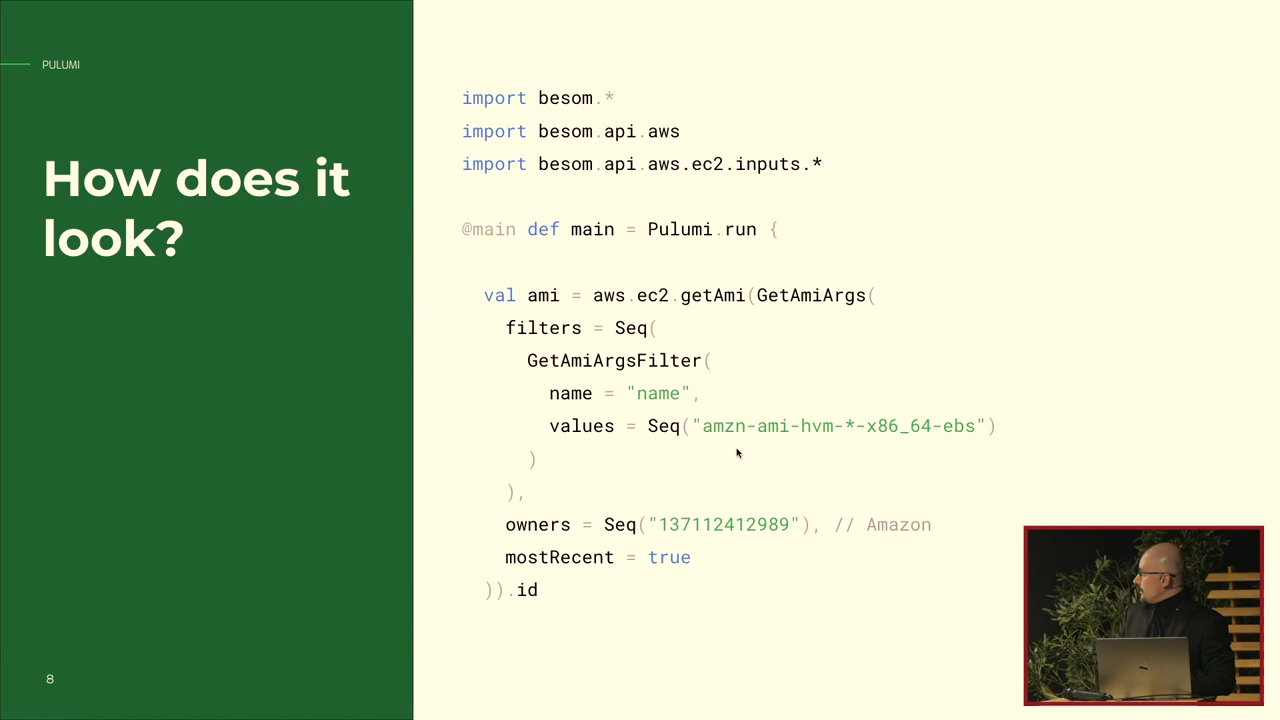 PULUMI
How does it
look?
import besom.*
import besom.api.aws
import besom.api.aws.ec2.inputs.*
@main def main = Pulumi.run {
val ami = aws.ec2.getAmi(GetAmiArgs(
filters = Seq(
GetAmiArgsFilter(
name = "name",
values = Seq("amzn-ami-hvm-*-x86_64-ebs")
)
),
owners = Seq("137112412989"), // Amazon
mostRecent = true
)).id
8